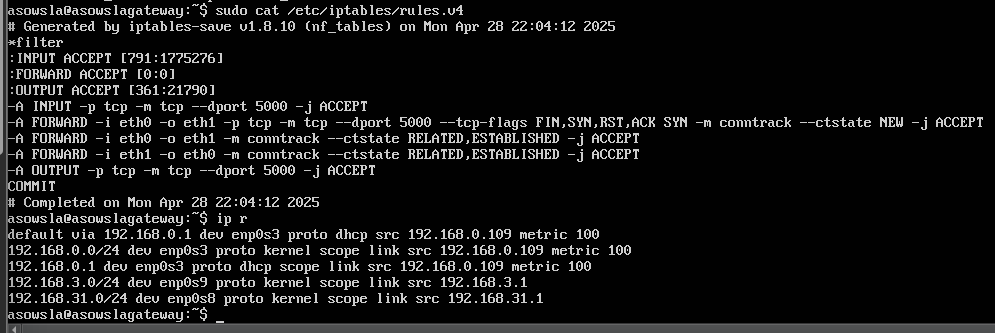 asowsla@asowslagateway:~$ sudo cat /etc/iptables/rules.v4
# Generated by iptables-save v1.8.10 (nf_tables) on Mon Apr 28 22:04:12 2025
*filter
:INPUT ACCEPT [791:1775276]
:FORWARD ACCEPT [0:0]
:OUTPUT ACCEPT [361:21790]
-A INPUT -p tcp -m tcp --dport 5000 -j ACCEPT
-A FORWARD -i eth0 -o eth1 -p tcp -m tcp --dport 5000 --tcp-flags FIN,SYN,RST,ACK SYN -m conntrack --ctstate NEW -j ACCEPT
-A FORWARD -i eth0 -o eth1 -m conntrack --ctstate RELATED,ESTABLISHED -j ACCEPT
-A FORWARD -i eth1 -o eth0 -m conntrack --ctstate RELATED,ESTABLISHED -j ACCEPT
-A OUTPUT -p tcp -m tcp --dport 5000 -j ACCEPT
COMMIT
# Completed on Mon Apr 28 22:04:12 2025
asowsla@asowslagateway:~$ ip r
default via 192.168.0.1 dev enp0s3 proto dhcp src 192.168.0.109 metric 100
192.168.0.0/24 dev enp0s3 proto kernel scope link src 192.168.0.109 metric 100
192.168.0.1 dev enp0s3 proto dhcp scope link src 192.168.0.109 metric 100
192.168.3.0/24 dev enp0s9 proto kernel scope link src 192.168.3.1
192.168.31.0/24 dev enp0s8 proto kernel scope link src 192.168.31.1
asowsla@asowslagateway:~$ _